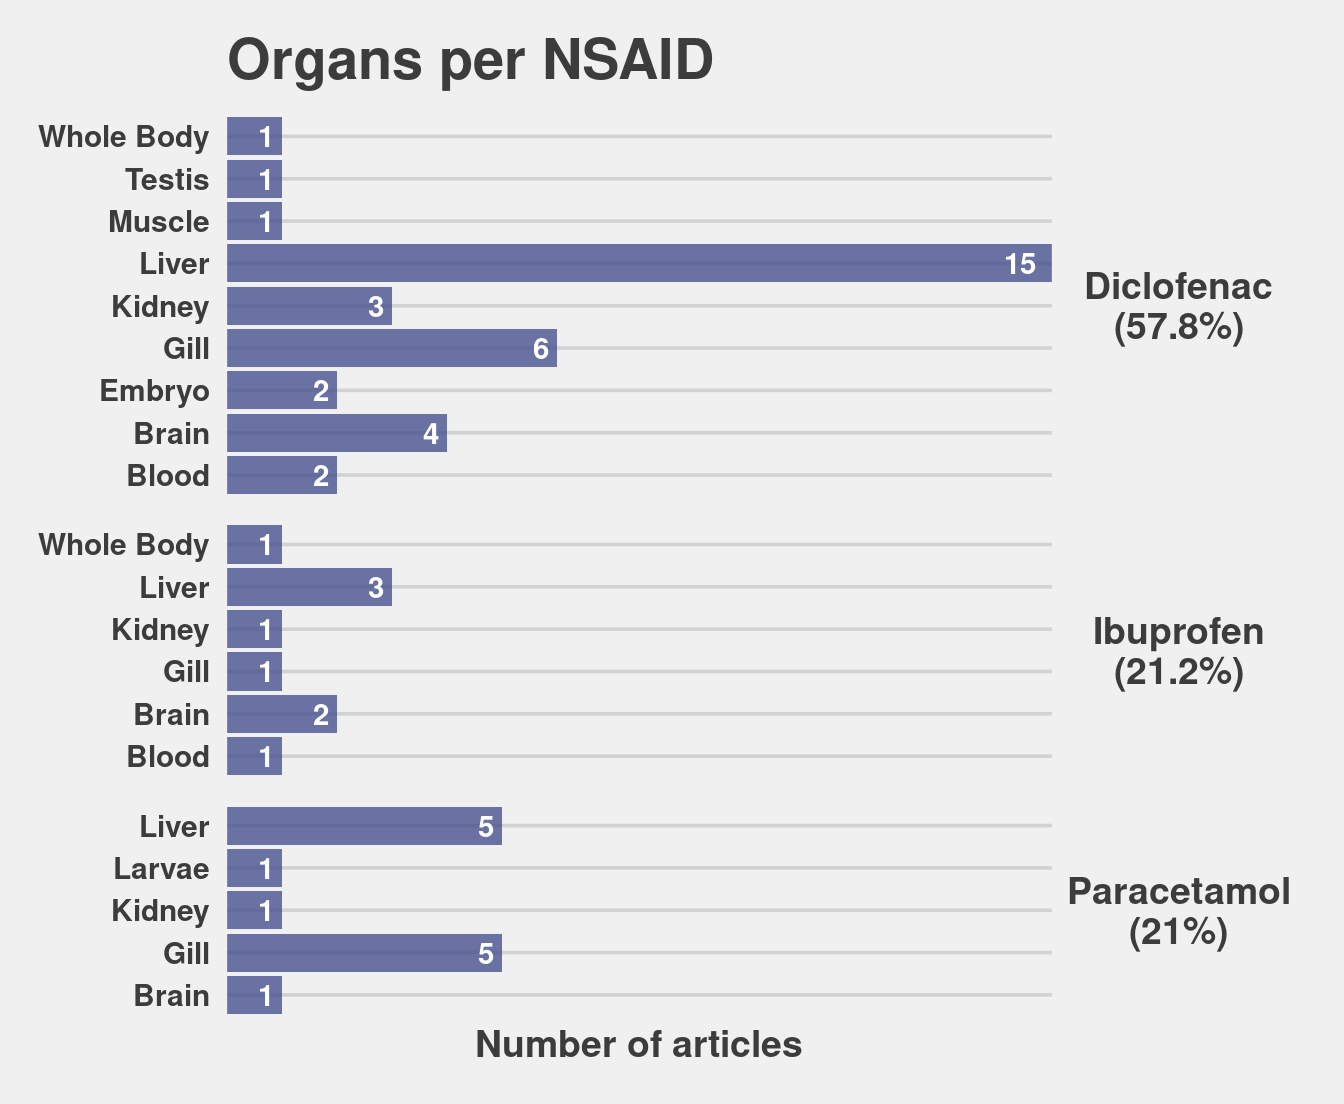 Organs per NSAID
Whole Body 1
Testis 1
Muscle 1
Liver 15
Kidney 3
Gill 6
Embryo 2
Brain 4
Blood 2
Diclofenac
(57.8%)
Whole Body 1
Liver 3
Kidney 1
Gill 1
Brain 2
Blood 1
Ibuprofen
(21.2%)
Liver 5
Larvae 1
Kidney 1
Gill 5
Brain 1
Paracetamol
(21%)
Number of articles